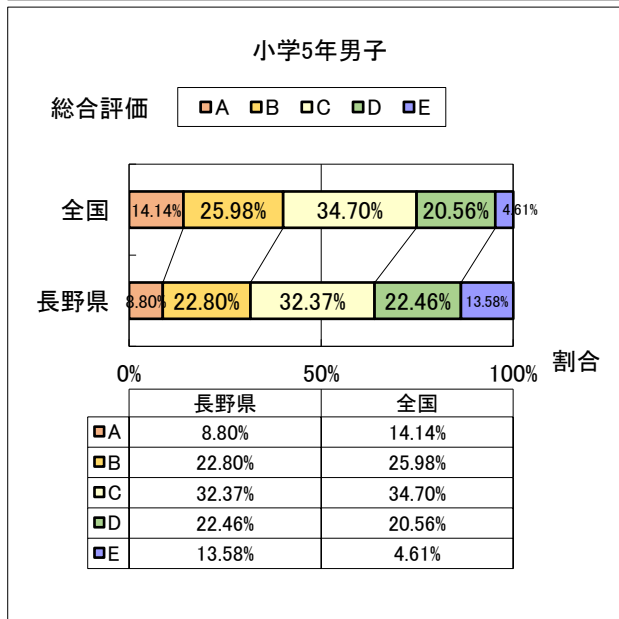 小学5年男子
総合評価 A B C D E
全国 14.14% 25.98% 34.70% 20.56% 4.61%
長野県 8.80% 22.80% 32.37% 22.46% 13.58%
0% 50% 100% 割合
長野県 全国
A 8.80% 14.14%
B 22.80% 25.98%
C 32.37% 34.70%
D 22.46% 20.56%
E 13.58% 4.61%